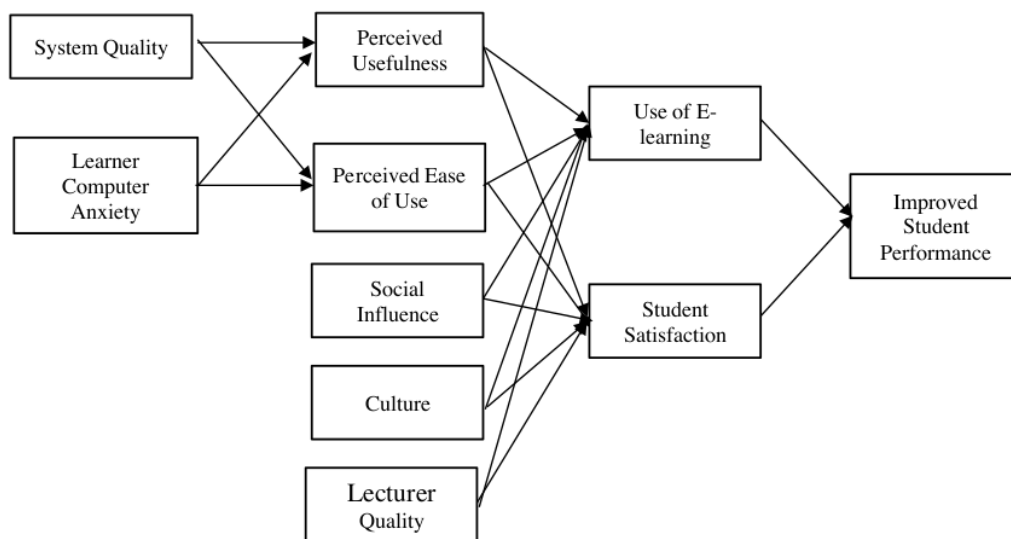 System Quality
Learner
Computer
Anxiety
Perceived
Usefulness
Perceived Ease
of Use
Social
Influence
Culture
Lecturer
Quality
Use of E-
learning
Student
Satisfaction
Improved
Student
Performance